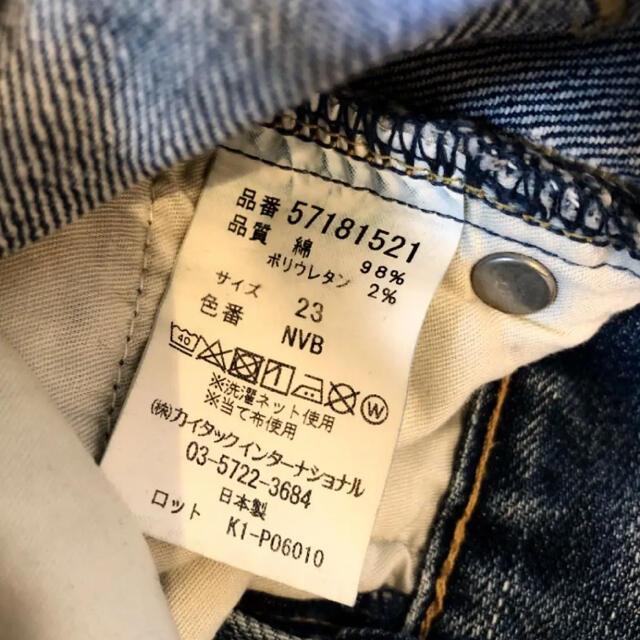 品番 57181521
品質 綿 98%
ポリウレタン 2%
サイズ 23
色番 NVB
40 W
※洗濯ネット使用
※当て布使用
㈱カイタックインターナショナル
03-5722-3684
日本製
ロット K1-P06010